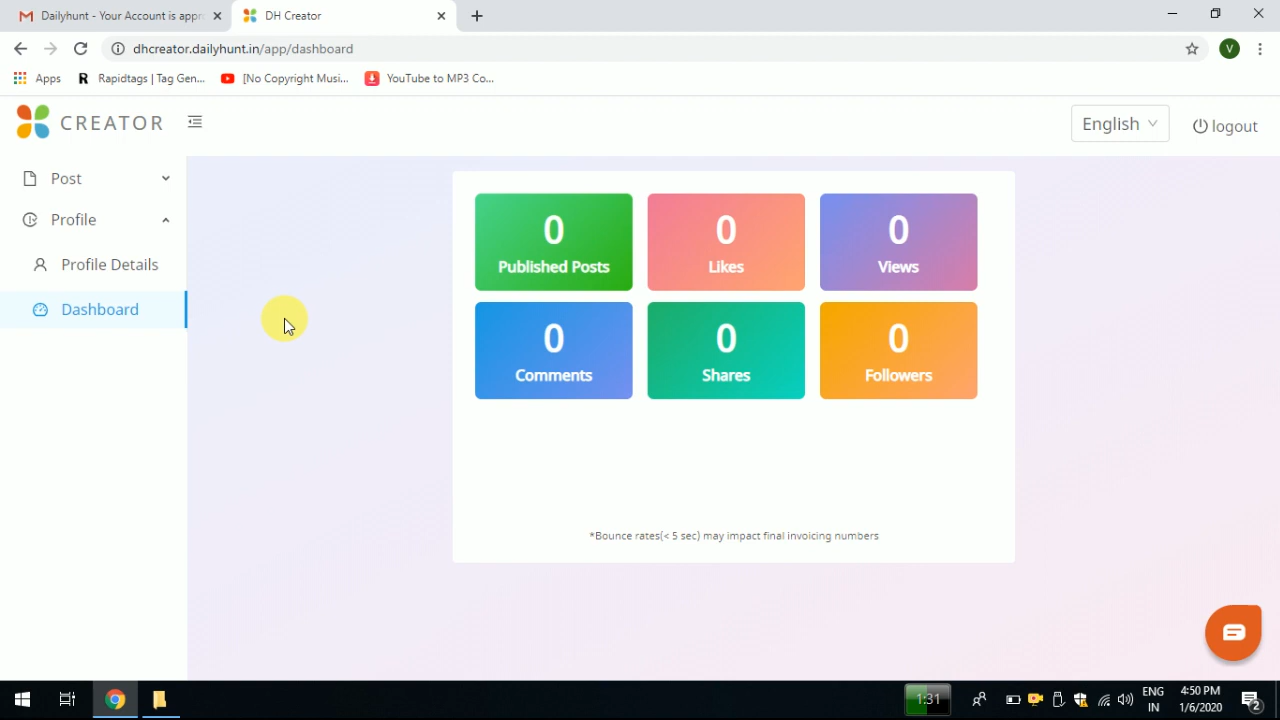 Dailyhunt - Your Account is appr
DH Creator
dhcreator.dailyhunt.in/app/dashboard
V
Apps
R Rapidtags | Tag Gen...
[No Copyright Musi...
YouTube to MP3 Co...
CREATOR
English
logout
Post
Profile
Profile Details
Dashboard
0
Published Posts
0
Likes
0
Views
0
Comments
0
Shares
0
Followers
*Bounce rates(< 5 sec) may impact final invoicing numbers
1:31
ENG
IN
4:50 PM
1/6/2020
2